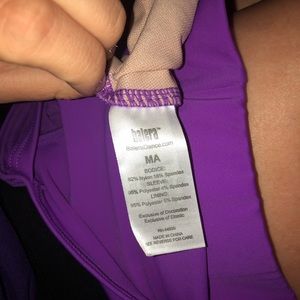 balera™
BaleraDance.com
MA
BODICE:
82% Nylon 18% Spandex
SLEEVE:
96% Polyester 4% Spandex
LINING:
95% Polyester 5% Spandex
Exclusive of Decoration
Exclusive of Elastic
MADE IN CHINA
SEE REVERSE FOR CARE